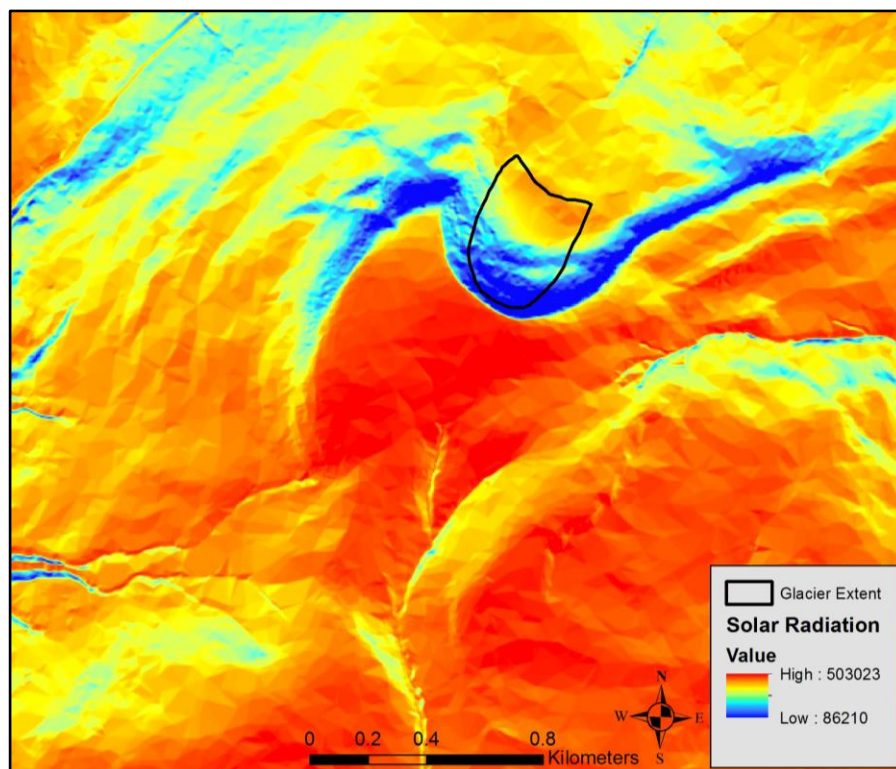 Glacier Extent
Solar Radiation
Value
High : 503023
Low : 86210
N
W E
S
0 0.2 0.4 0.8
Kilometers